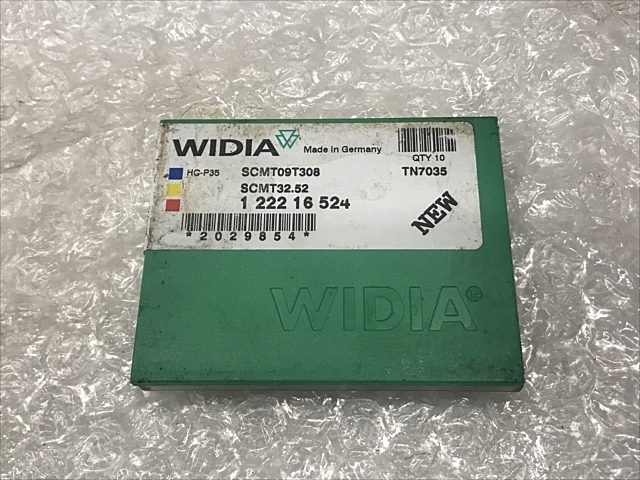 WIDIA Made in Germany QTY 10
HC-P35 SCMT09T308 TN7035
SCMT32.52
1 222 16 524
NEW
*2029854*
WIDIA®